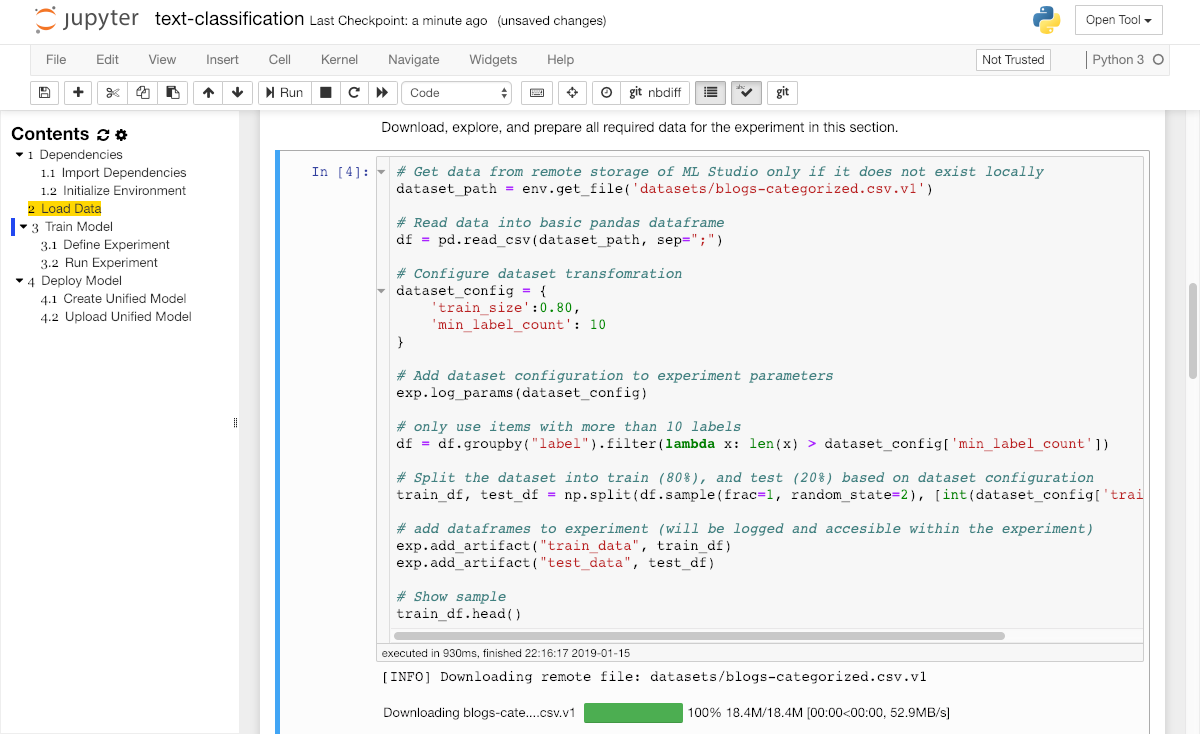 jupyter text-classification Last Checkpoint: a minute ago (unsaved changes) Open Tool
File Edit View Insert Cell Kernel Navigate Widgets Help Not Trusted Python 3
Run Code git nbdiff git
Contents
1 Dependencies
1.1 Import Dependencies
1.2 Initialize Environment
2 Load Data
3 Train Model
3.1 Define Experiment
3.2 Run Experiment
4 Deploy Model
4.1 Create Unified Model
4.2 Upload Unified Model
Download, explore, and prepare all required data for the experiment in this section.
In [4]:
# Get data from remote storage of ML Studio only if it does not exist locally
dataset_path = env.get_file('datasets/blogs-categorized.csv.v1')
# Read data into basic pandas dataframe
df = pd.read_csv(dataset_path, sep=";")
# Configure dataset transfomration
dataset_config = {
'train_size':0.80,
'min_label_count': 10
}
# Add dataset configuration to experiment parameters
exp.log_params(dataset_config)
# only use items with more than 10 labels
df = df.groupby("label").filter(lambda x: len(x) > dataset_config['min_label_count'])
# Split the dataset into train (80%), and test (20%) based on dataset configuration
train_df, test_df = np.split(df.sample(frac=1, random_state=2), [int(dataset_config['trai
# add dataframes to experiment (will be logged and accesible within the experiment)
exp.add_artifact("train_data", train_df)
exp.add_artifact("test_data", test_df)
# Show sample
train_df.head()
executed in 930ms, finished 22:16:17 2019-01-15
[INFO] Downloading remote file: datasets/blogs-categorized.csv.v1
Downloading blogs-cate....csv.v1 100% 18.4M/18.4M [00:00<00:00, 52.9MB/s]